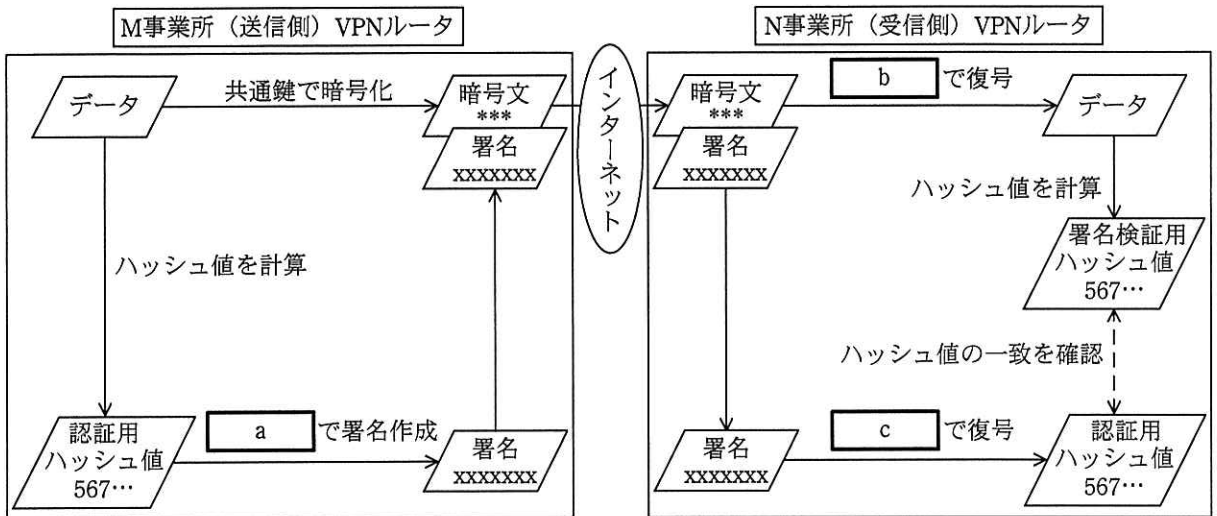 M事業所(送信側)VPNルータ
N事業所(受信側)VPNルータ
データ
共通鍵で暗号化
暗号文
***
署名
xxxxxxx
ハッシュ値を計算
認証用
ハッシュ値
567…
a で署名作成
署名
xxxxxxx
インターネット
暗号文
***
署名
xxxxxxx
b で復号
データ
ハッシュ値を計算
署名検証用
ハッシュ値
567…
ハッシュ値の一致を確認
署名
xxxxxxx
c で復号
認証用
ハッシュ値
567…